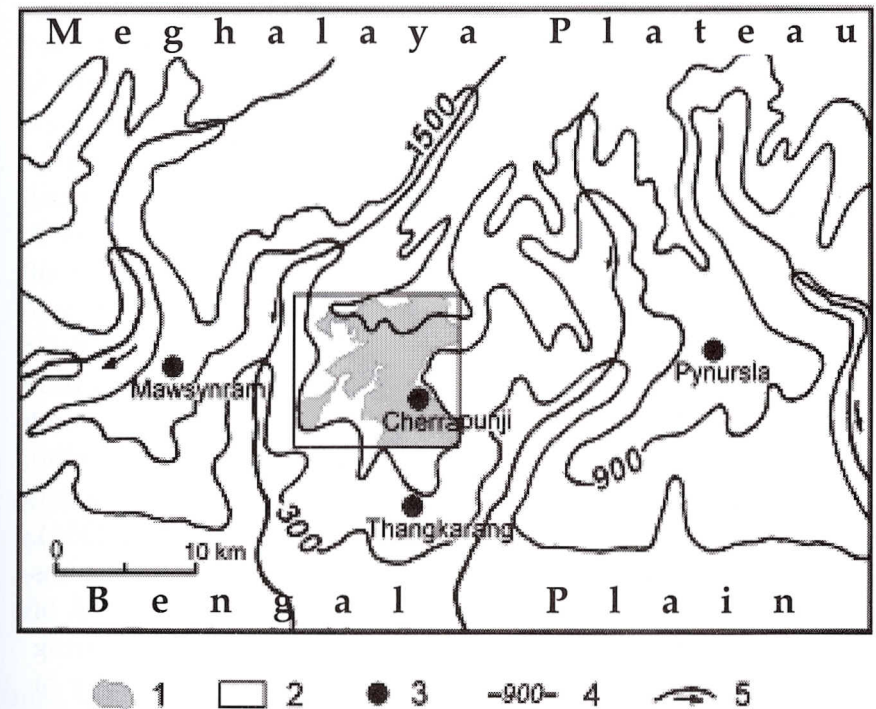 Meghalaya Plateau
1500
Mawsynram
Pynursla
Cherrapunji
900
300
Thangkarang
0 10 km
Bengal Plain
1 2 3 -900- 4 5